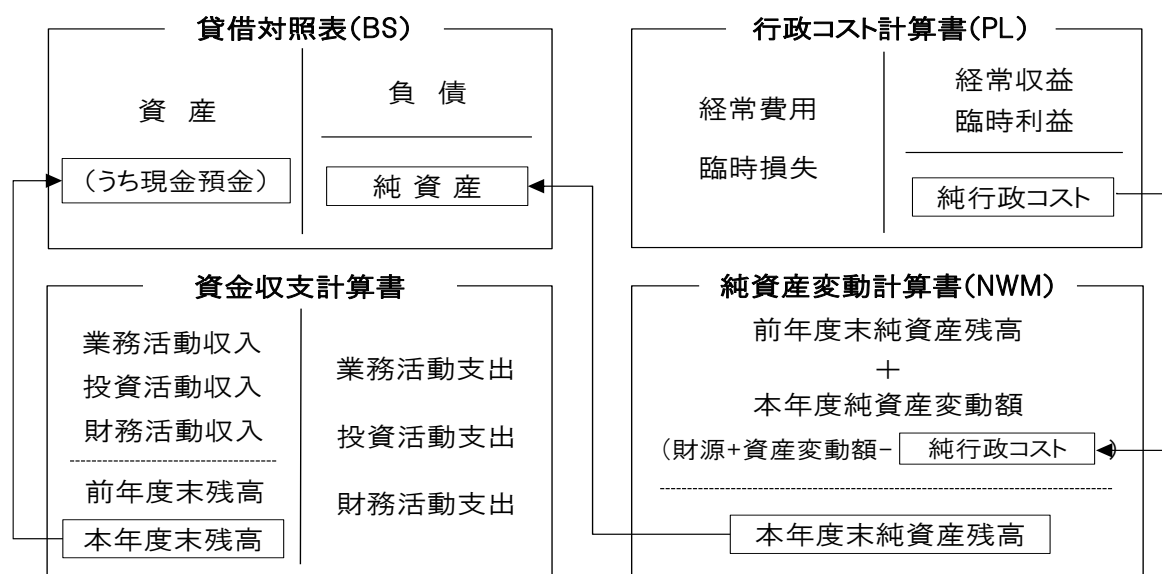 貸借対照表(BS)
資 産
(うち現金預金)
負 債
純 資 産
行政コスト計算書(PL)
経常費用
臨時損失
経常収益
臨時利益
純行政コスト
資金収支計算書
業務活動収入
投資活動収入
財務活動収入
前年度末残高
本年度末残高
業務活動支出
投資活動支出
財務活動支出
純資産変動計算書(NWM)
前年度末純資産残高
+
本年度純資産変動額
(財源+資産変動額- 純行政コスト )
本年度末純資産残高